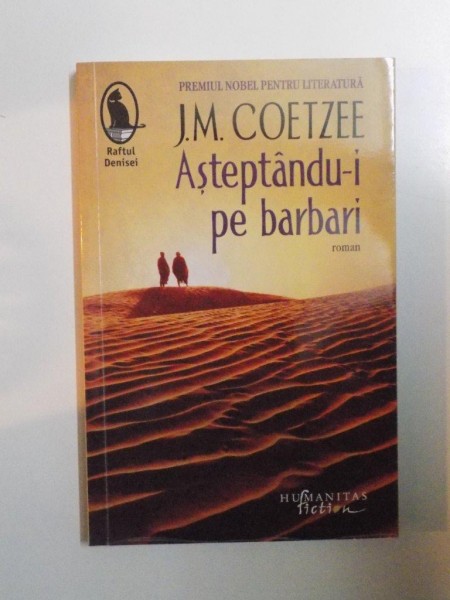 PREMIUL NOBEL PENTRU LITERATURĂ
J.M. COETZEE
Așteptându-i
pe barbari
roman
Raftul
Denisei
HUMANITAS
fiction